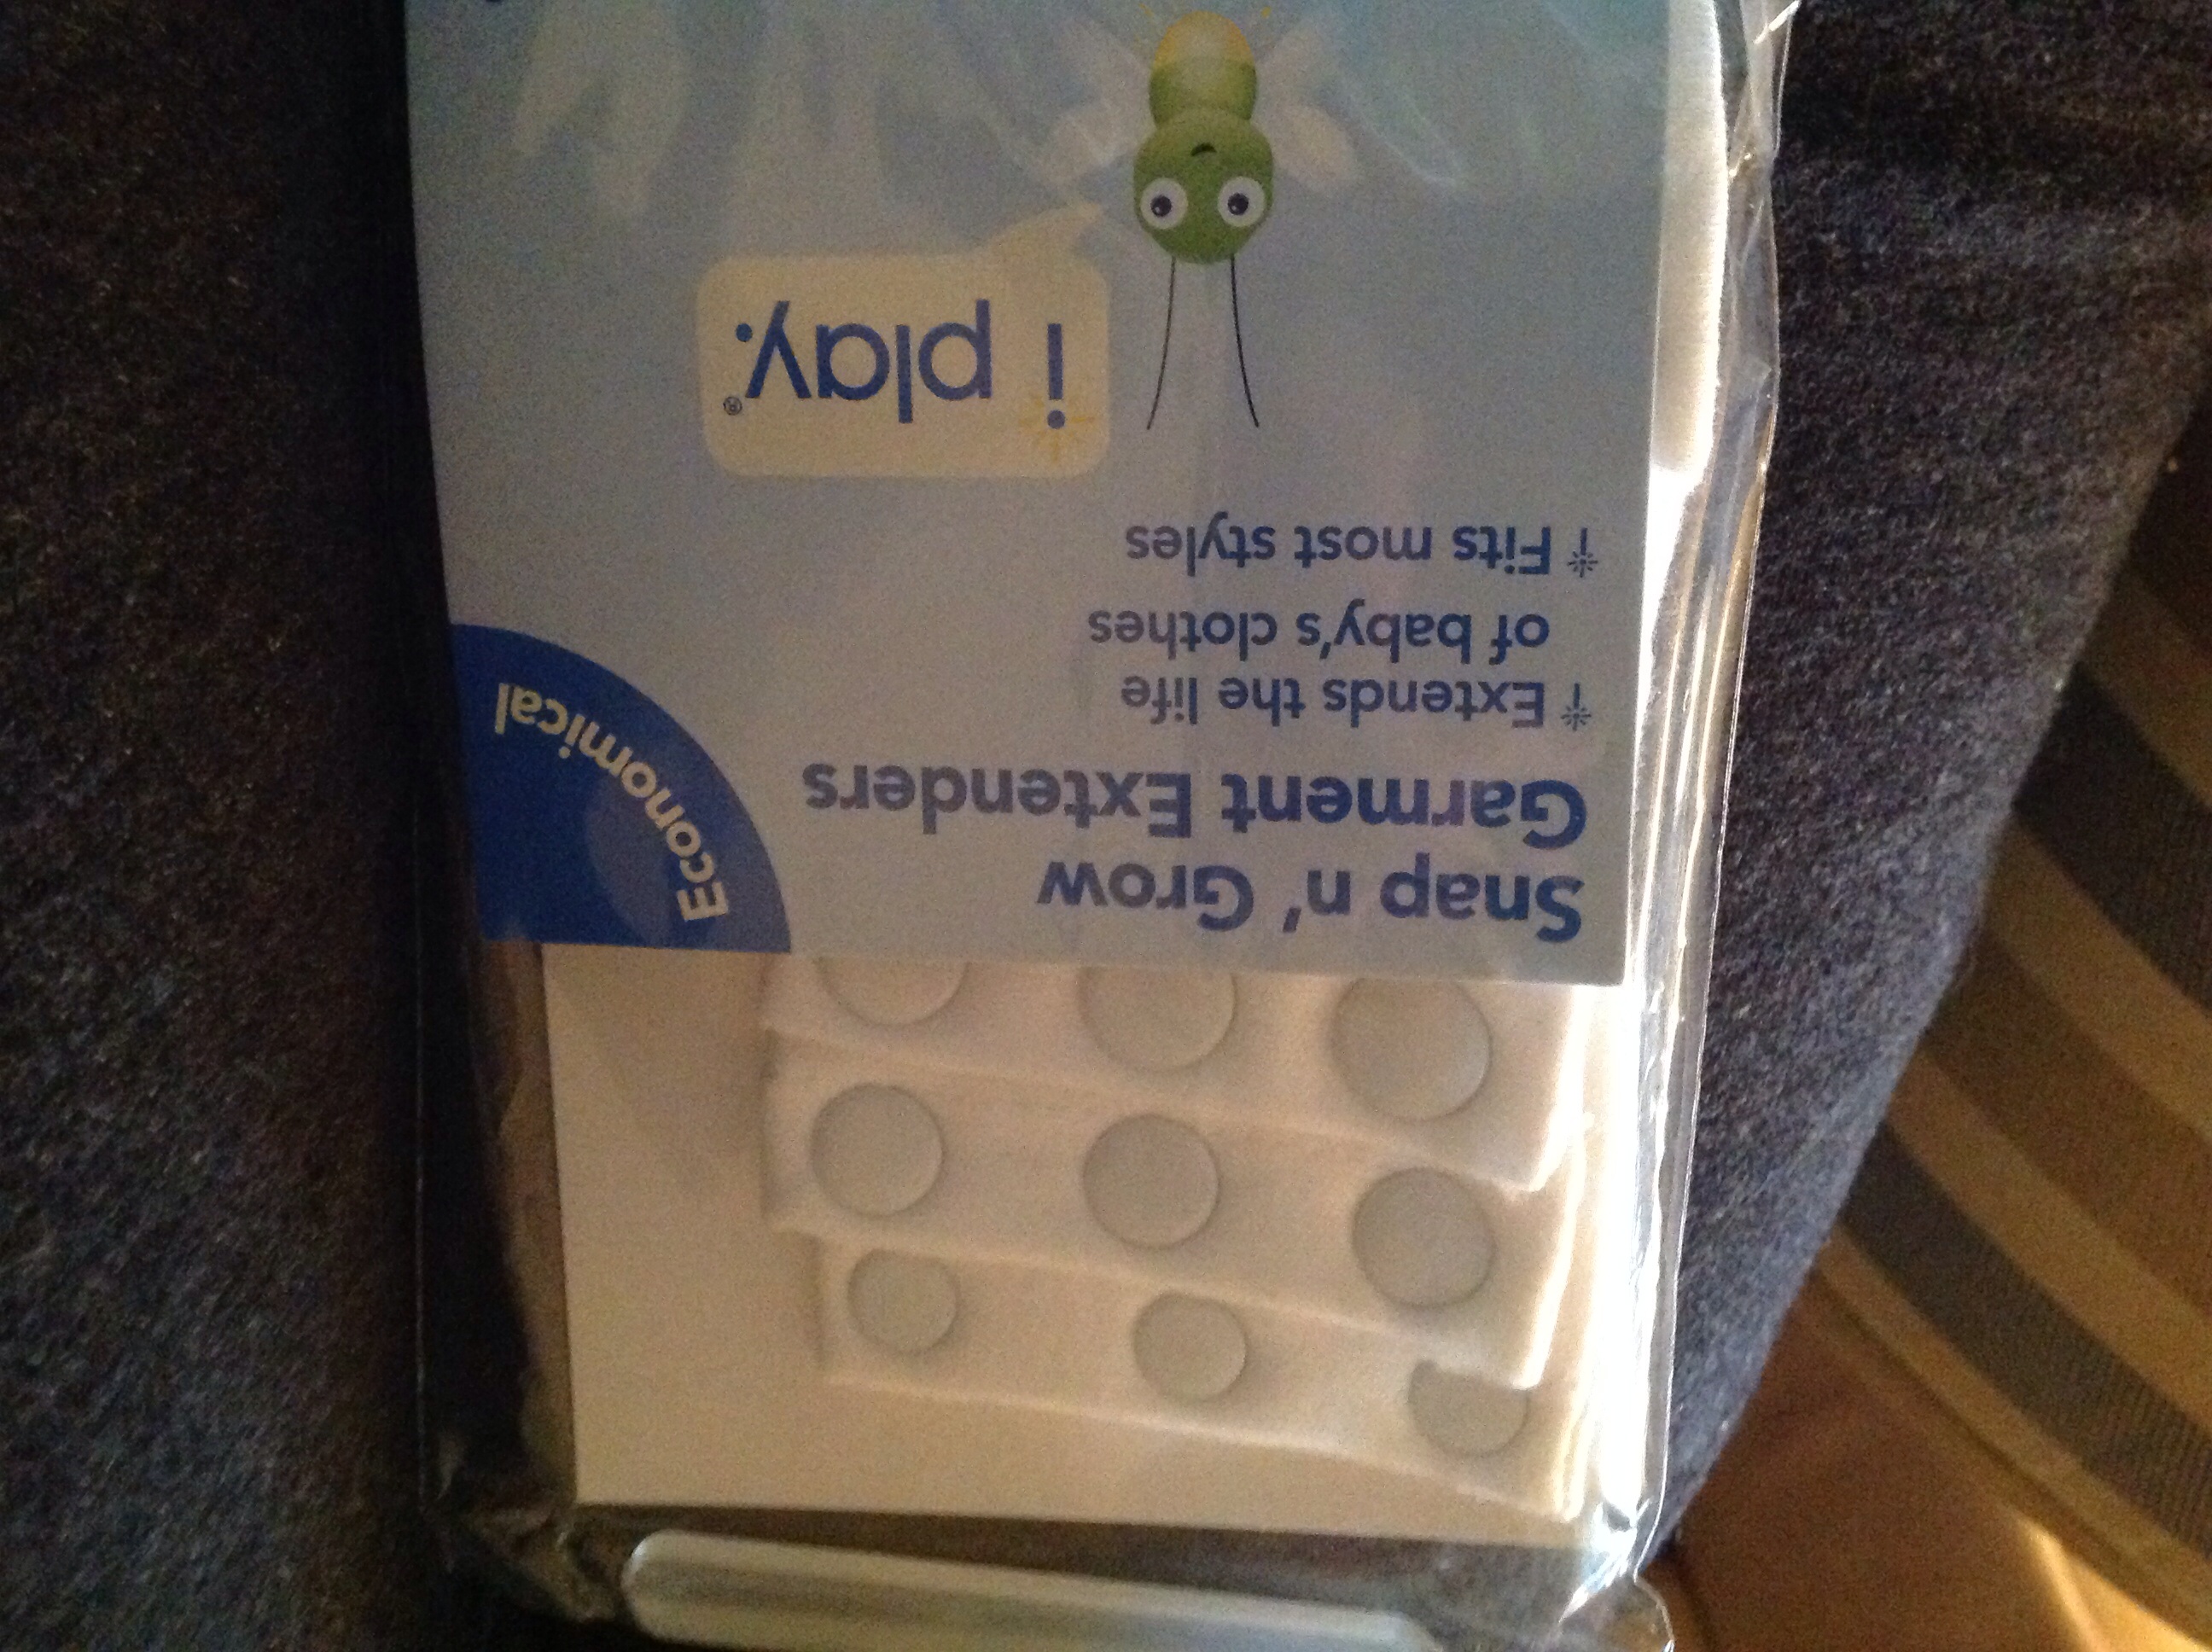 Snap n' Grow
Garment Extenders
Extends the life
of baby's clothes
Fits most styles
Economical
i play.®